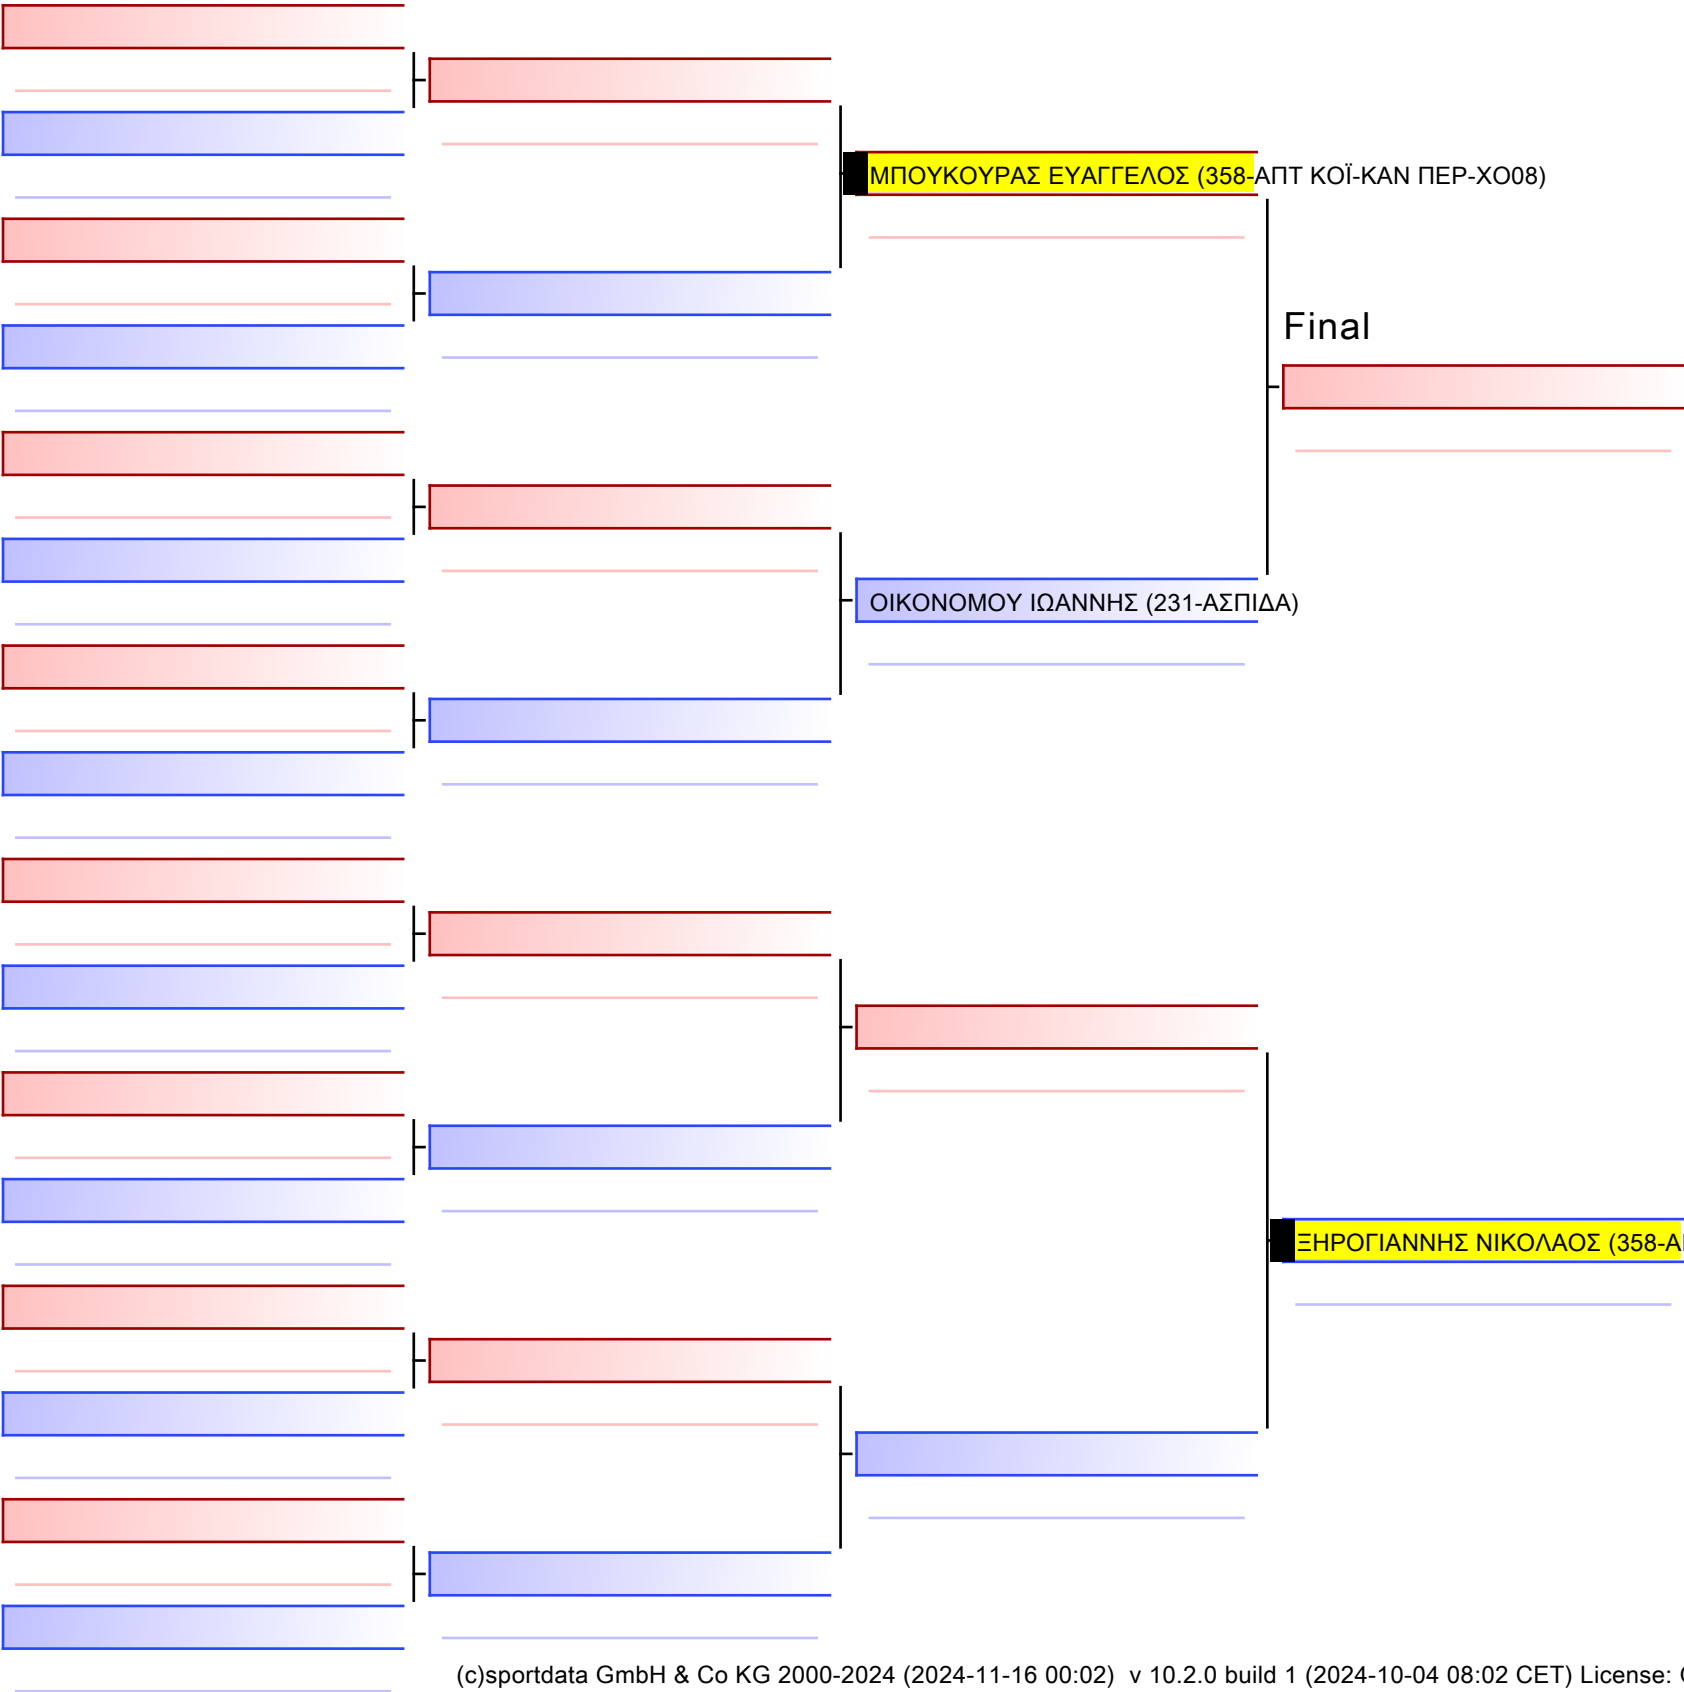 ΜΠΟΥΚΟΥΡΑΣ ΕΥΑΓΓΕΛΟΣ (358-ΑΠΤ ΚΟΪ-ΚΑΝ ΠΕΡ-ΧΟ08)
Final
ΟΙΚΟΝΟΜΟΥ ΙΩΑΝΝΗΣ (231-ΑΣΠΙΔΑ)
ΞΗΡΟΓΙΑΝΝΗΣ ΝΙΚΟΛΑΟΣ (358-Α
(c)sportdata GmbH & Co KG 2000-2024 (2024-11-16 00:02) v 10.2.0 build 1 (2024-10-04 08:02 CET) License: